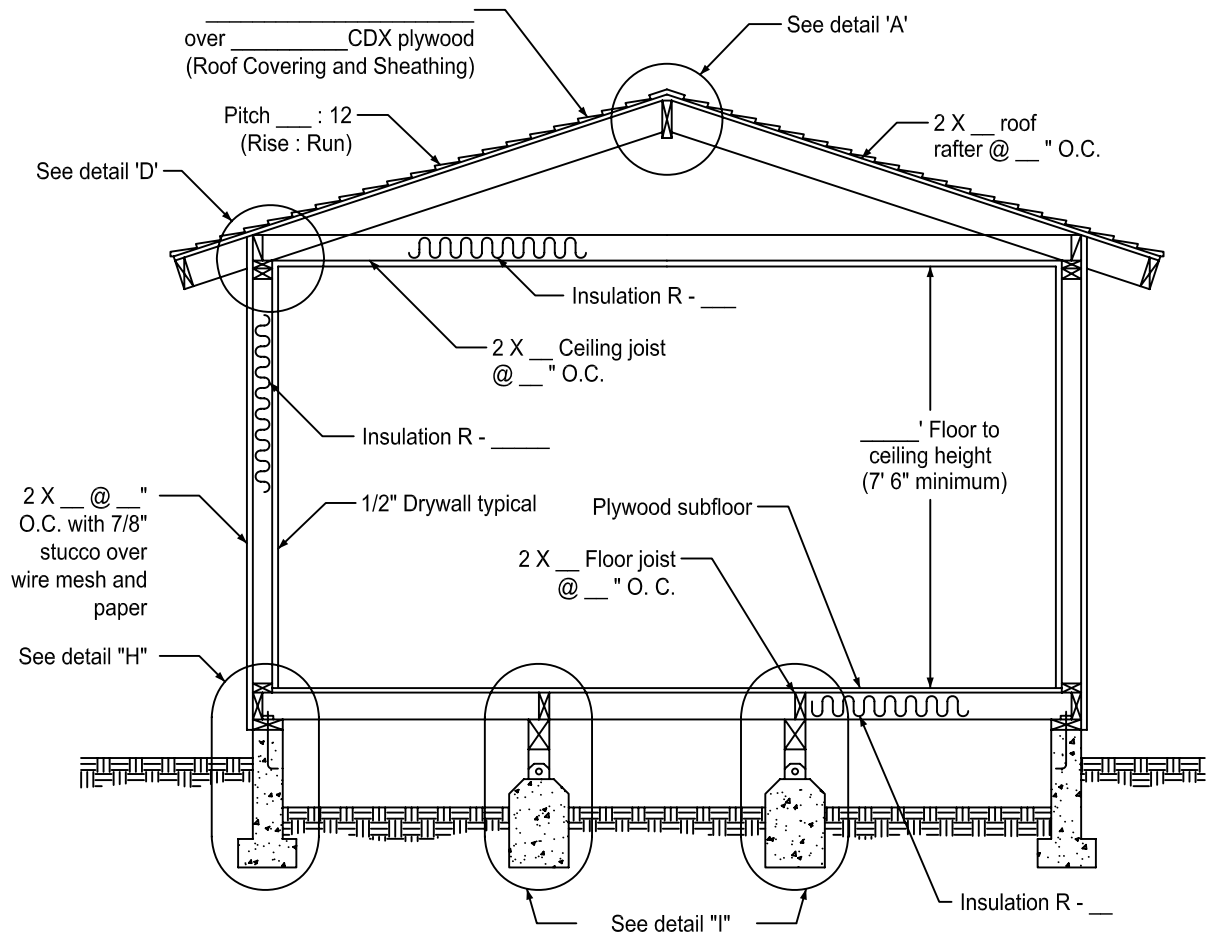 _______________________
over __________CDX plywood
(Roof Covering and Sheathing)
See detail 'A'
Pitch ___ : 12
(Rise : Run)
2 X __ roof
rafter @ __ " O.C.
See detail 'D'
Insulation R - ___
2 X __ Ceiling joist
@ __ " O.C.
Insulation R - _____
_____' Floor to
ceiling height
(7' 6" minimum)
2 X __ @ __"
O.C. with 7/8"
stucco over
wire mesh and
paper
1/2" Drywall typical
Plywood subfloor
2 X __ Floor joist
@ __ " O. C.
See detail "H"
See detail "I"
Insulation R - __